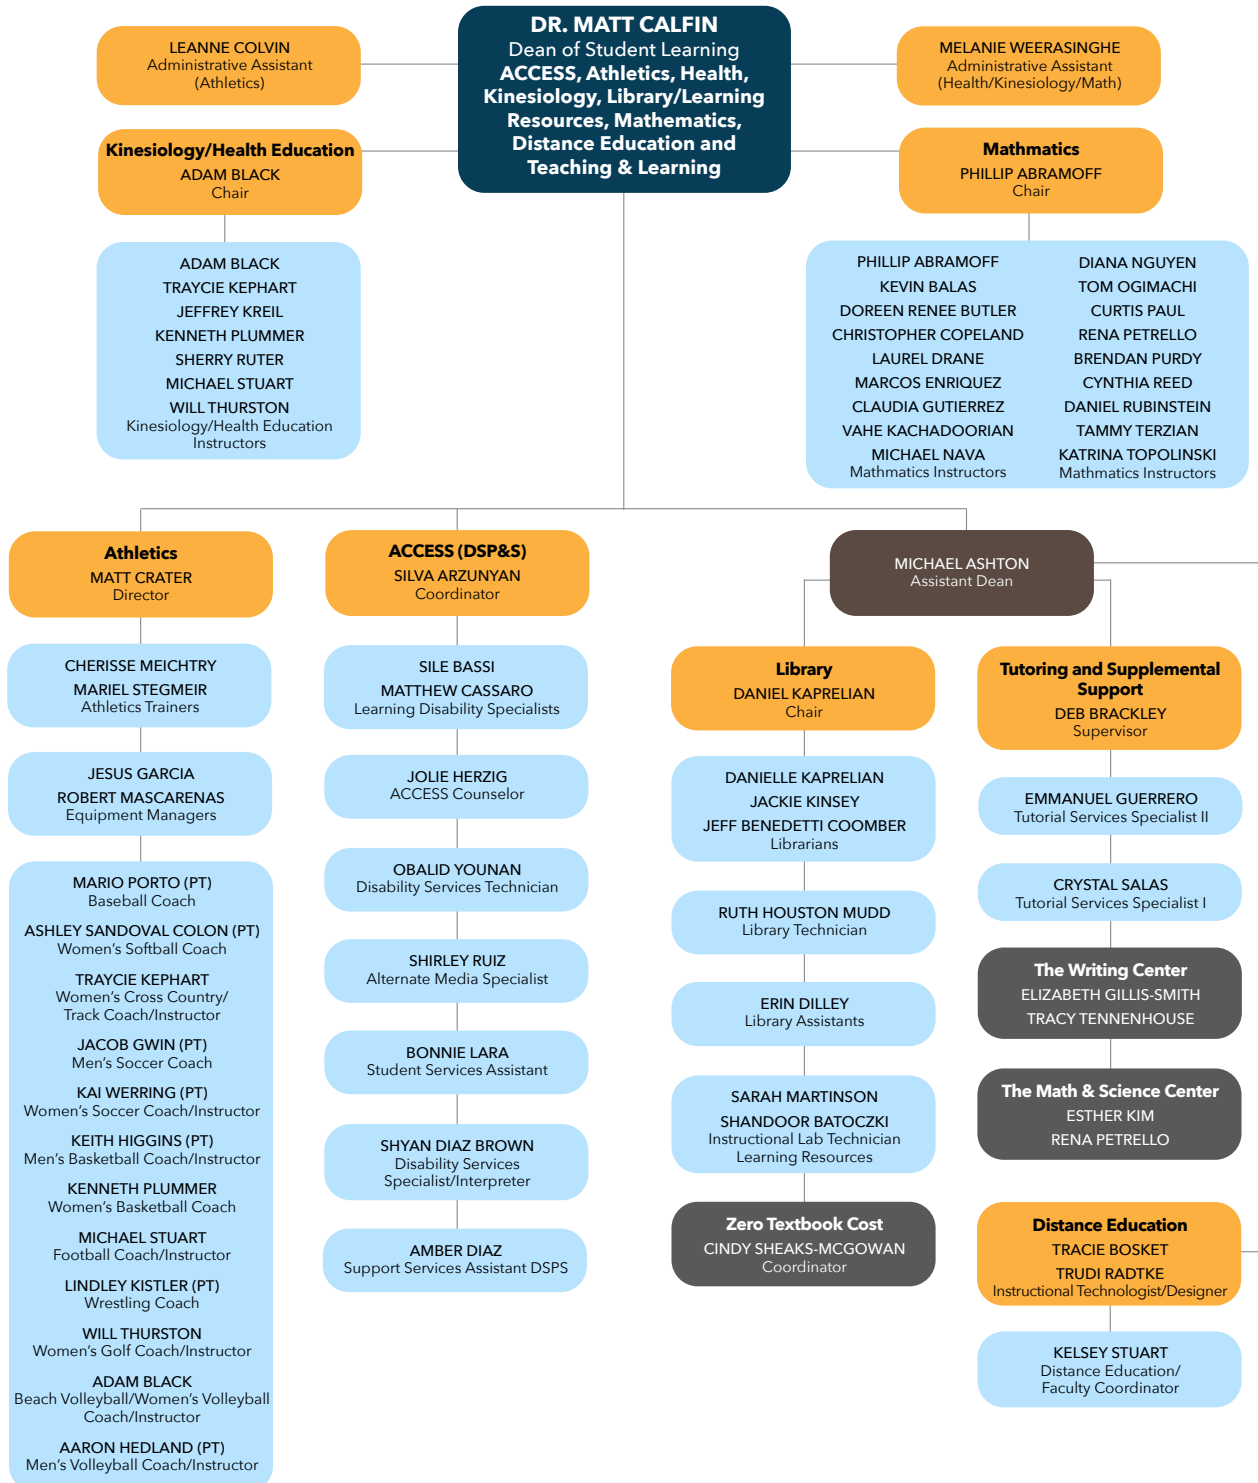 DR. MATT CALFIN
Dean of Student Learning
ACCESS, Athletics, Health,
Kinesiology, Library/Learning
Resources, Mathematics,
Distance Education and
Teaching & Learning
LEANNE COLVIN
Administrative Assistant
(Athletics)
MELANIE WEERASINGHE
Administrative Assistant
(Health/Kinesiology/Math)
Kinesiology/Health Education
ADAM BLACK
Chair
Mathmatics
PHILLIP ABRAMOFF
Chair
ADAM BLACK
TRAYCIE KEPHART
JEFFREY KREIL
KENNETH PLUMMER
SHERRY RUTER
MICHAEL STUART
WILL THURSTON
Kinesiology/Health Education
Instructors
PHILLIP ABRAMOFF
KEVIN BALAS
DOREEN RENEE BUTLER
CHRISTOPHER COPELAND
LAUREL DRANE
MARCOS ENRIQUEZ
CLAUDIA GUTIERREZ
VAHE KACHADOORIAN
MICHAEL NAVA
Mathmatics Instructors
DIANA NGUYEN
TOM OGIMACHI
CURTIS PAUL
RENA PETRELLO
BRENDAN PURDY
CYNTHIA REED
DANIEL RUBINSTEIN
TAMMY TERZIAN
KATRINA TOPOLINSKI
Mathmatics Instructors
Athletics
MATT CRATER
Director
CHERISSE MEICHTRY
MARIEL STEGMEIR
Athletics Trainers
JESUS GARCIA
ROBERT MASCARENAS
Equipment Managers
MARIO PORTO (PT)
Baseball Coach
ASHLEY SANDOVAL COLON (PT)
Women's Softball Coach
TRAYCIE KEPHART
Women's Cross Country/
Track Coach/Instructor
JACOB GWIN (PT)
Men's Soccer Coach
KAI WERRING (PT)
Women's Soccer Coach/Instructor
KEITH HIGGINS (PT)
Men's Basketball Coach/Instructor
KENNETH PLUMMER
Women's Basketball Coach
MICHAEL STUART
Football Coach/Instructor
LINDLEY KISTLER (PT)
Wrestling Coach
WILL THURSTON
Women's Golf Coach/Instructor
ADAM BLACK
Beach Volleyball/Women's Volleyball
Coach/Instructor
AARON HEDLAND (PT)
Men's Volleyball Coach/Instructor
ACCESS (DSP&S)
SILVA ARZUNYAN
Coordinator
SILE BASSI
MATTHEW CASSARO
Learning Disability Specialists
JOLIE HERZIG
ACCESS Counselor
OBALID YOUNAN
Disability Services Technician
SHIRLEY RUIZ
Alternate Media Specialist
BONNIE LARA
Student Services Assistant
SHYAN DIAZ BROWN
Disability Services
Specialist/Interpreter
AMBER DIAZ
Support Services Assistant DSPS
MICHAEL ASHTON
Assistant Dean
Library
DANIEL KAPRELIAN
Chair
DANIELLE KAPRELIAN
JACKIE KINSEY
JEFF BENEDETTI COOMBER
Librarians
RUTH HOUSTON MUDD
Library Technician
ERIN DILLEY
Library Assistants
SARAH MARTINSON
SHANDOOR BATOCZKI
Instructional Lab Technician
Learning Resources
Zero Textbook Cost
CINDY SHEAKS-MCGOWAN
Coordinator
Tutoring and Supplemental
Support
DEB BRACKLEY
Supervisor
EMMANUEL GUERRERO
Tutorial Services Specialist II
CRYSTAL SALAS
Tutorial Services Specialist I
The Writing Center
ELIZABETH GILLIS-SMITH
TRACY TENNENHOUSE
The Math & Science Center
ESTHER KIM
RENA PETRELLO
Distance Education
TRACIE BOSKET
TRUDI RADTKE
Instructional Technologist/Designer
KELSEY STUART
Distance Education/
Faculty Coordinator